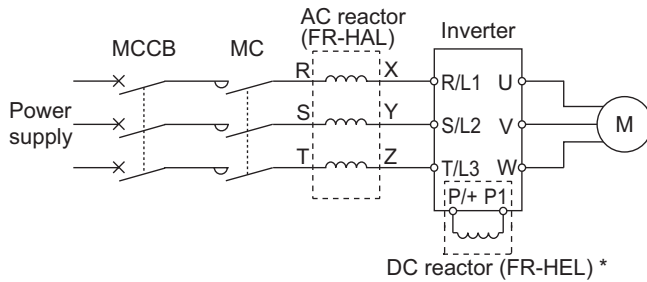 AC reactor
(FR-HAL)
Inverter
MCCB
MC
Power
supply
R X R/L1 U
S Y S/L2 V M
T Z T/L3 W
P/+ P1
DC reactor (FR-HEL) *